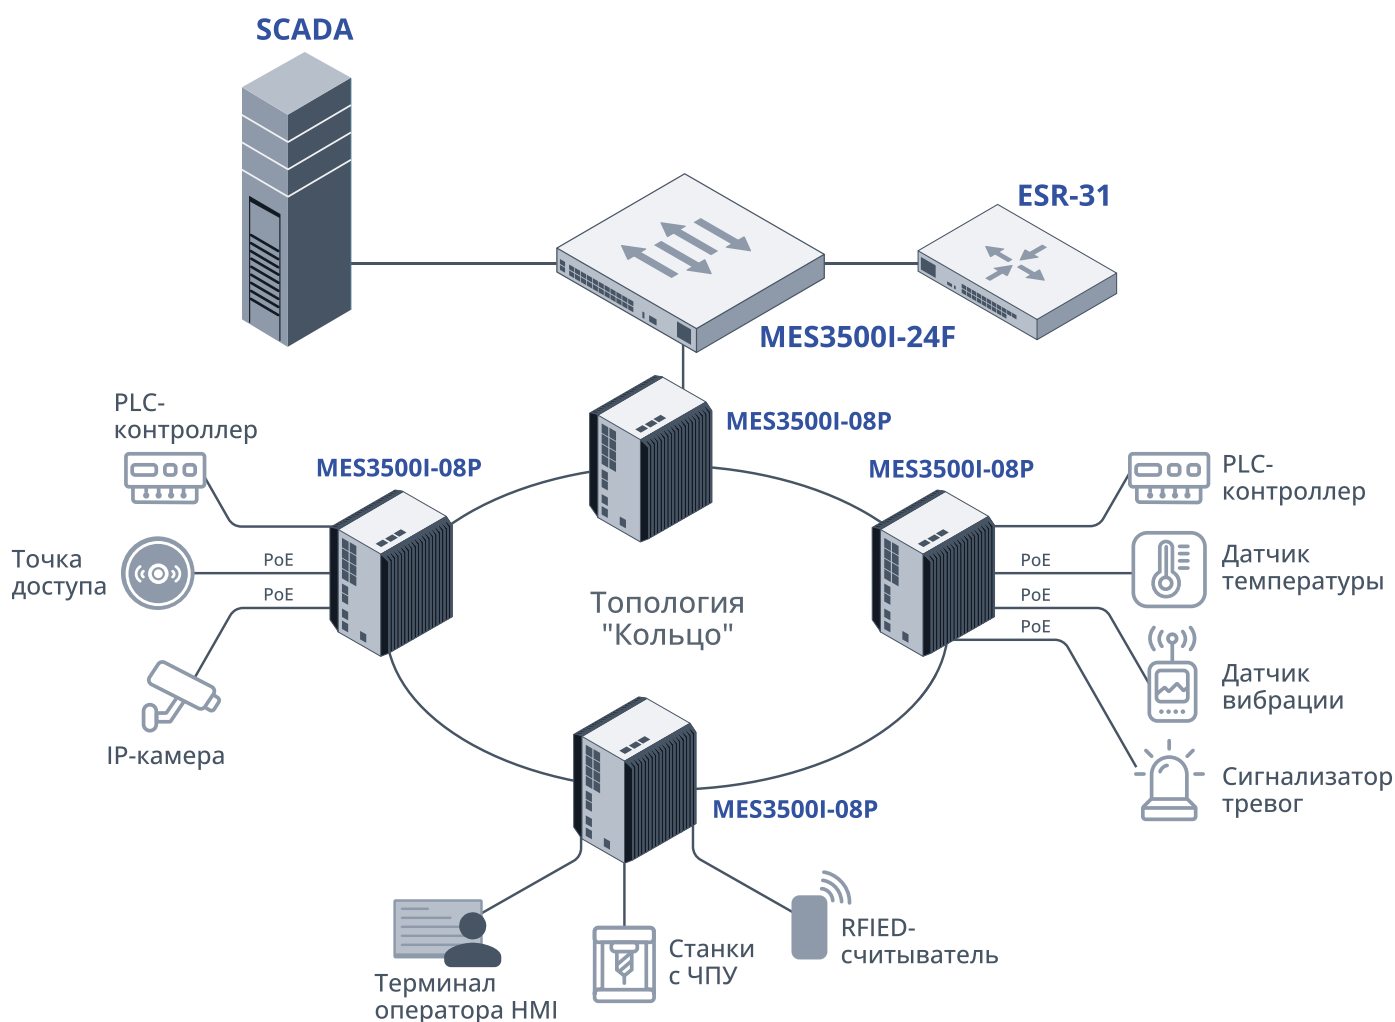 SCADA
ESR-31
MES3500I-24F
PLC-
контроллер
MES3500I-08P
MES3500I-08P
MES3500I-08P
PLC-
контроллер
Точка
доступа
PoE
PoE
PoE
Датчик
температуры
PoE
Топология
"Кольцо"
PoE
Датчик
вибрации
IP-камера
Сигнализатор
тревог
MES3500I-08P
RFIED-
считыватель
Станки
с ЧПУ
Терминал
оператора HMI